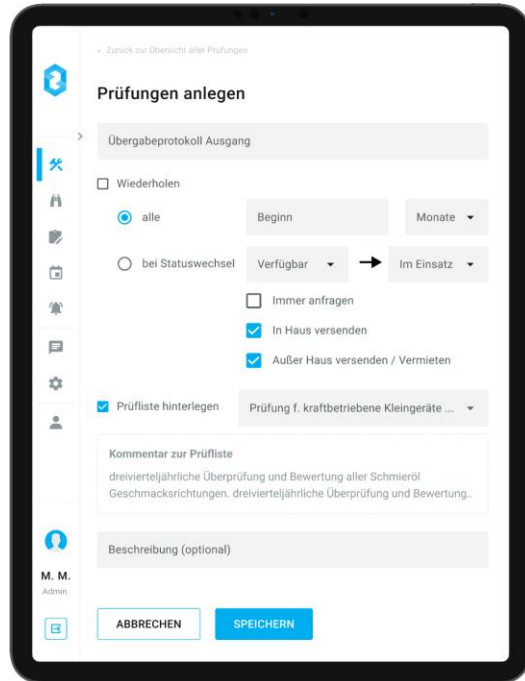 « Zurück zur Übersicht aller Prüfungen
Prüfungen anlegen
Übergabeprotokoll Ausgang
Wiederholen
alle Beginn Monate
bei Statuswechsel Verfügbar Im Einsatz
Immer anfragen
In Haus versenden
Außer Haus versenden / Vermieten
Prüfliste hinterlegen Prüfung f. kraftbetriebene Kleingeräte ...
Kommentar zur Prüfliste
dreivierteljährliche Überprüfung und Bewertung aller Schmieröl
Geschmacksrichtungen. dreivierteljährliche Überprüfung und Bewertung..
Beschreibung (optional)
M. M.
Admin.
ABBRECHEN SPEICHERN